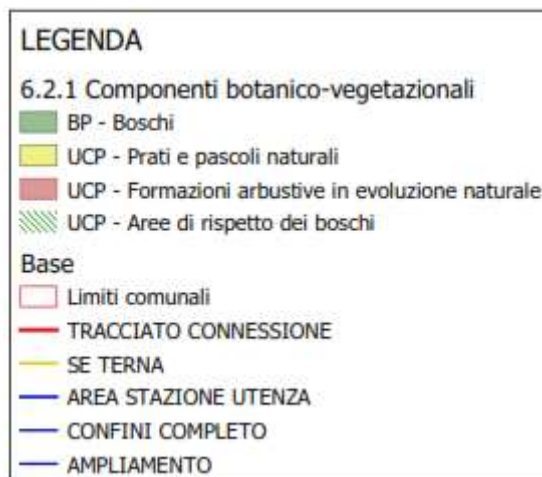 LEGENDA
6.2.1 Componenti botanico-vegetazionali
BP - Boschi
UCP - Prati e pascoli naturali
UCP - Formazioni arbustive in evoluzione naturale
UCP - Aree di rispetto dei boschi
Base
Limiti comunali
TRACCIATO CONNESSIONE
SE TERNA
AREA STAZIONE UTENZA
CONFINI COMPLETO
AMPLIAMENTO